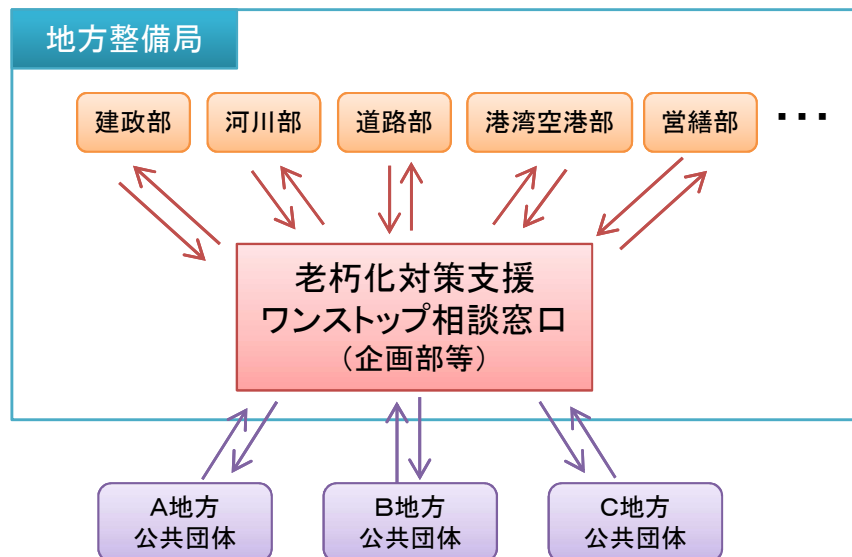 地方整備局
建政部
河川部
道路部
港湾空港部
営繕部
・・・
老朽化対策支援
ワンストップ相談窓口
（企画部等）
A地方
公共団体
B地方
公共団体
C地方
公共団体